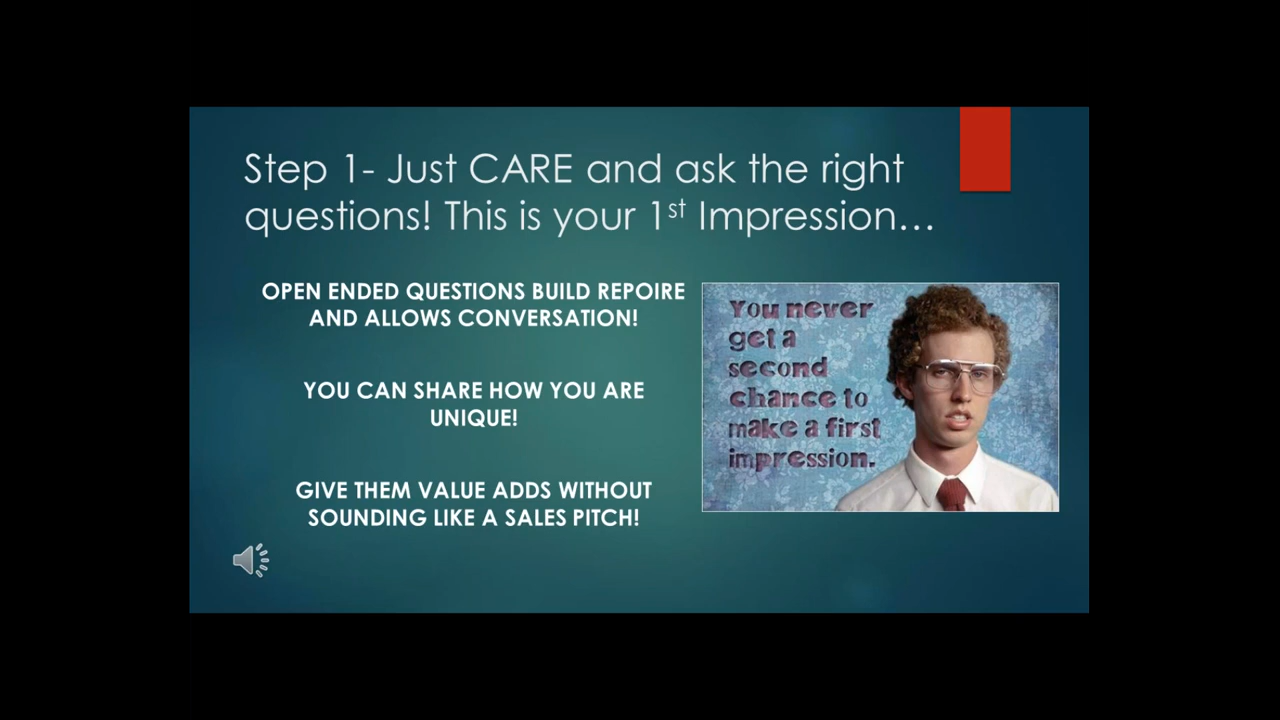 Step 1- Just CARE and ask the right
questions! This is your 1st Impression...
OPEN ENDED QUESTIONS BUILD REPOIRE
AND ALLOWS CONVERSATION!
YOU CAN SHARE HOW YOU ARE
UNIQUE!
GIVE THEM VALUE ADDS WITHOUT
SOUNDING LIKE A SALES PITCH!
You never
get a
second
chance to
make a first
impression.